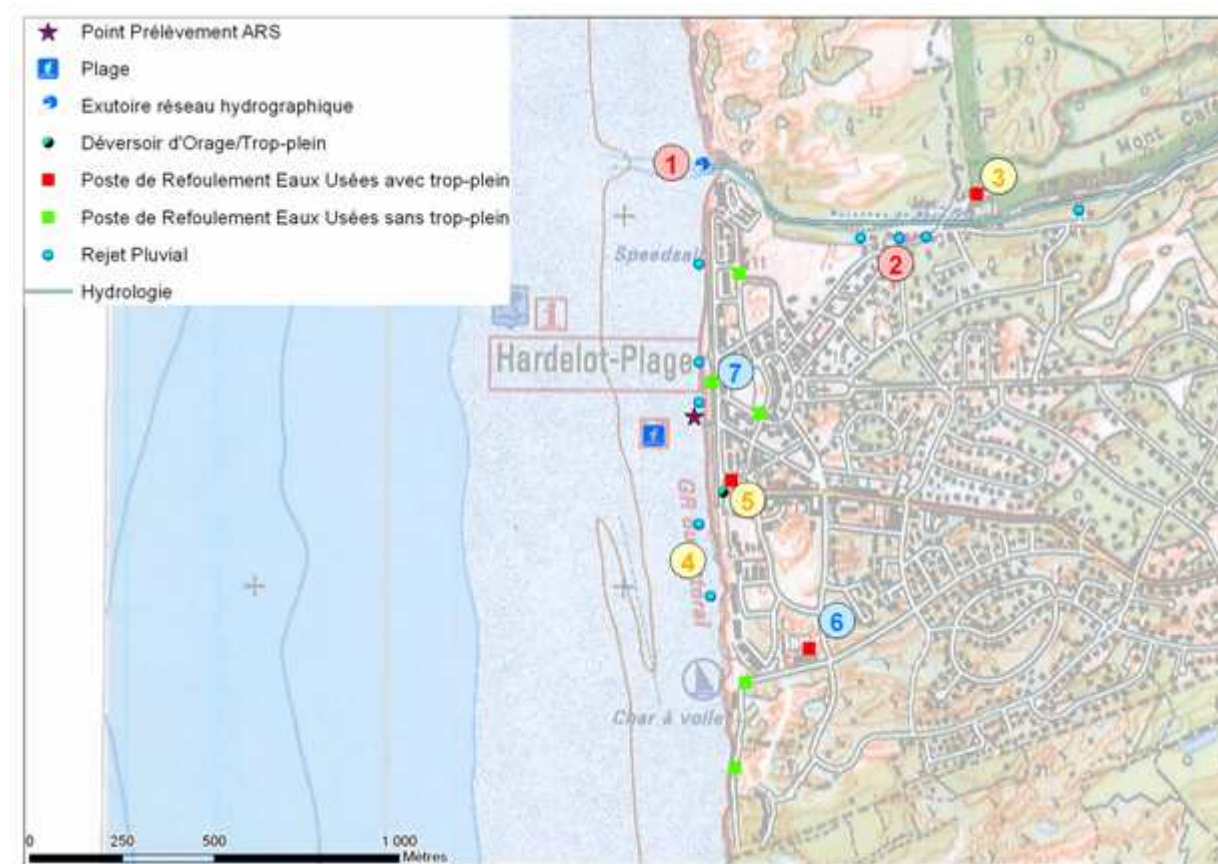 Point Prélèvement ARS
Plage
Exutoire réseau hydrographique
Déversoir d'Orage/Trop-plein
Poste de Refoulement Eaux Usées avec trop-plein
Poste de Refoulement Eaux Usées sans trop-plein
Rejet Pluvial
Hydrologie
1
Mont
3
2
Speedsail
11
Hardelot-Plage
7
GR
5
4
6
Char à voile
0 250 500 1 000
Mètres